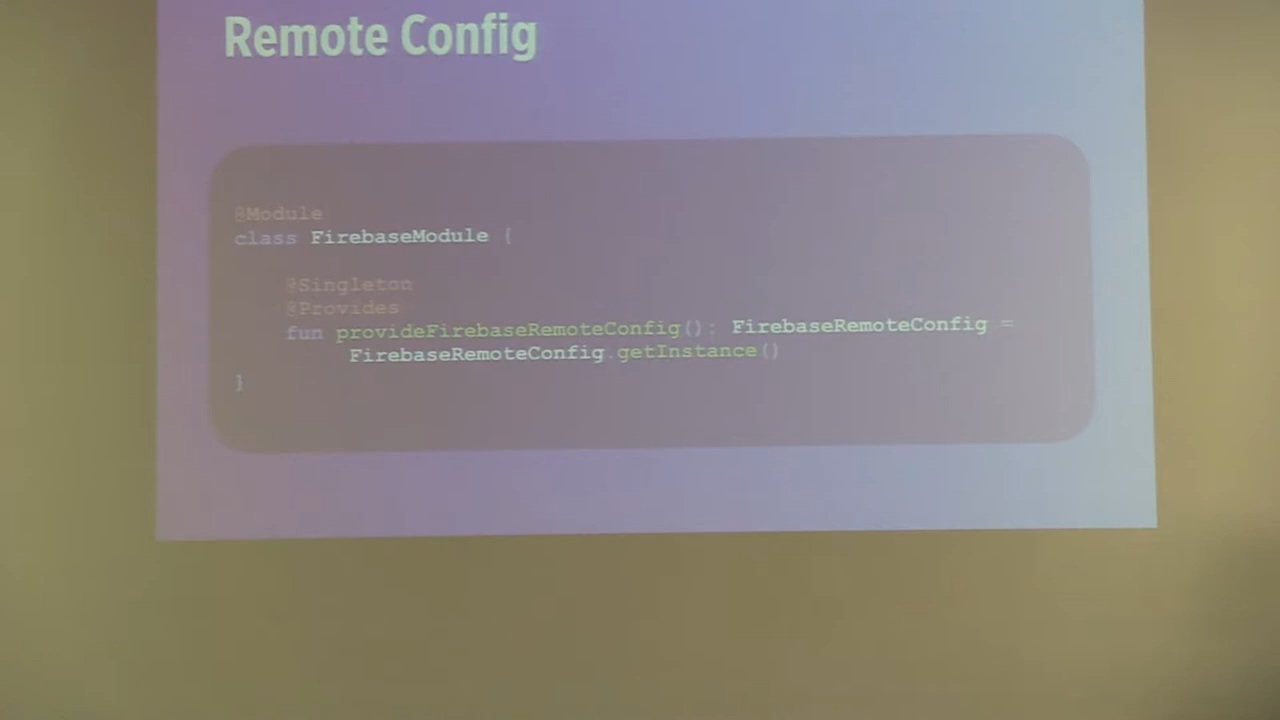 Remote Config
@Module
class FirebaseModule {
@Singleton
@Provides
fun provideFirebaseRemoteConfig(): FirebaseRemoteConfig =
FirebaseRemoteConfig.getInstance()
}